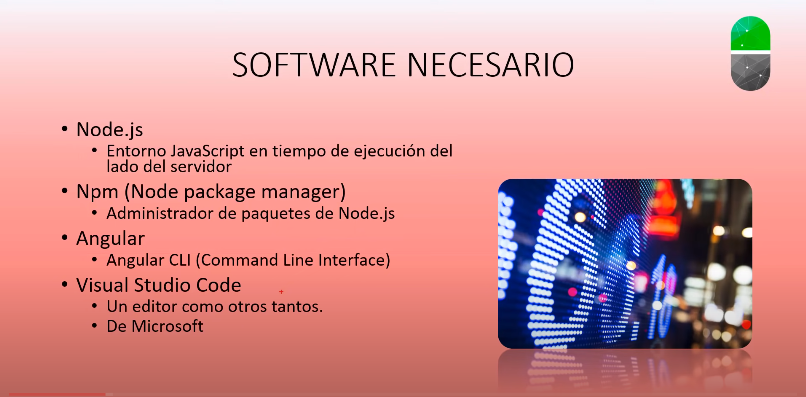 SOFTWARE NECESARIO
• Node.js
• Entorno JavaScript en tiempo de ejecución del
lado del servidor
• Npm (Node package manager)
• Administrador de paquetes de Node.js
• Angular
• Angular CLI (Command Line Interface)
• Visual Studio Code
• Un editor como otros tantos.
• De Microsoft